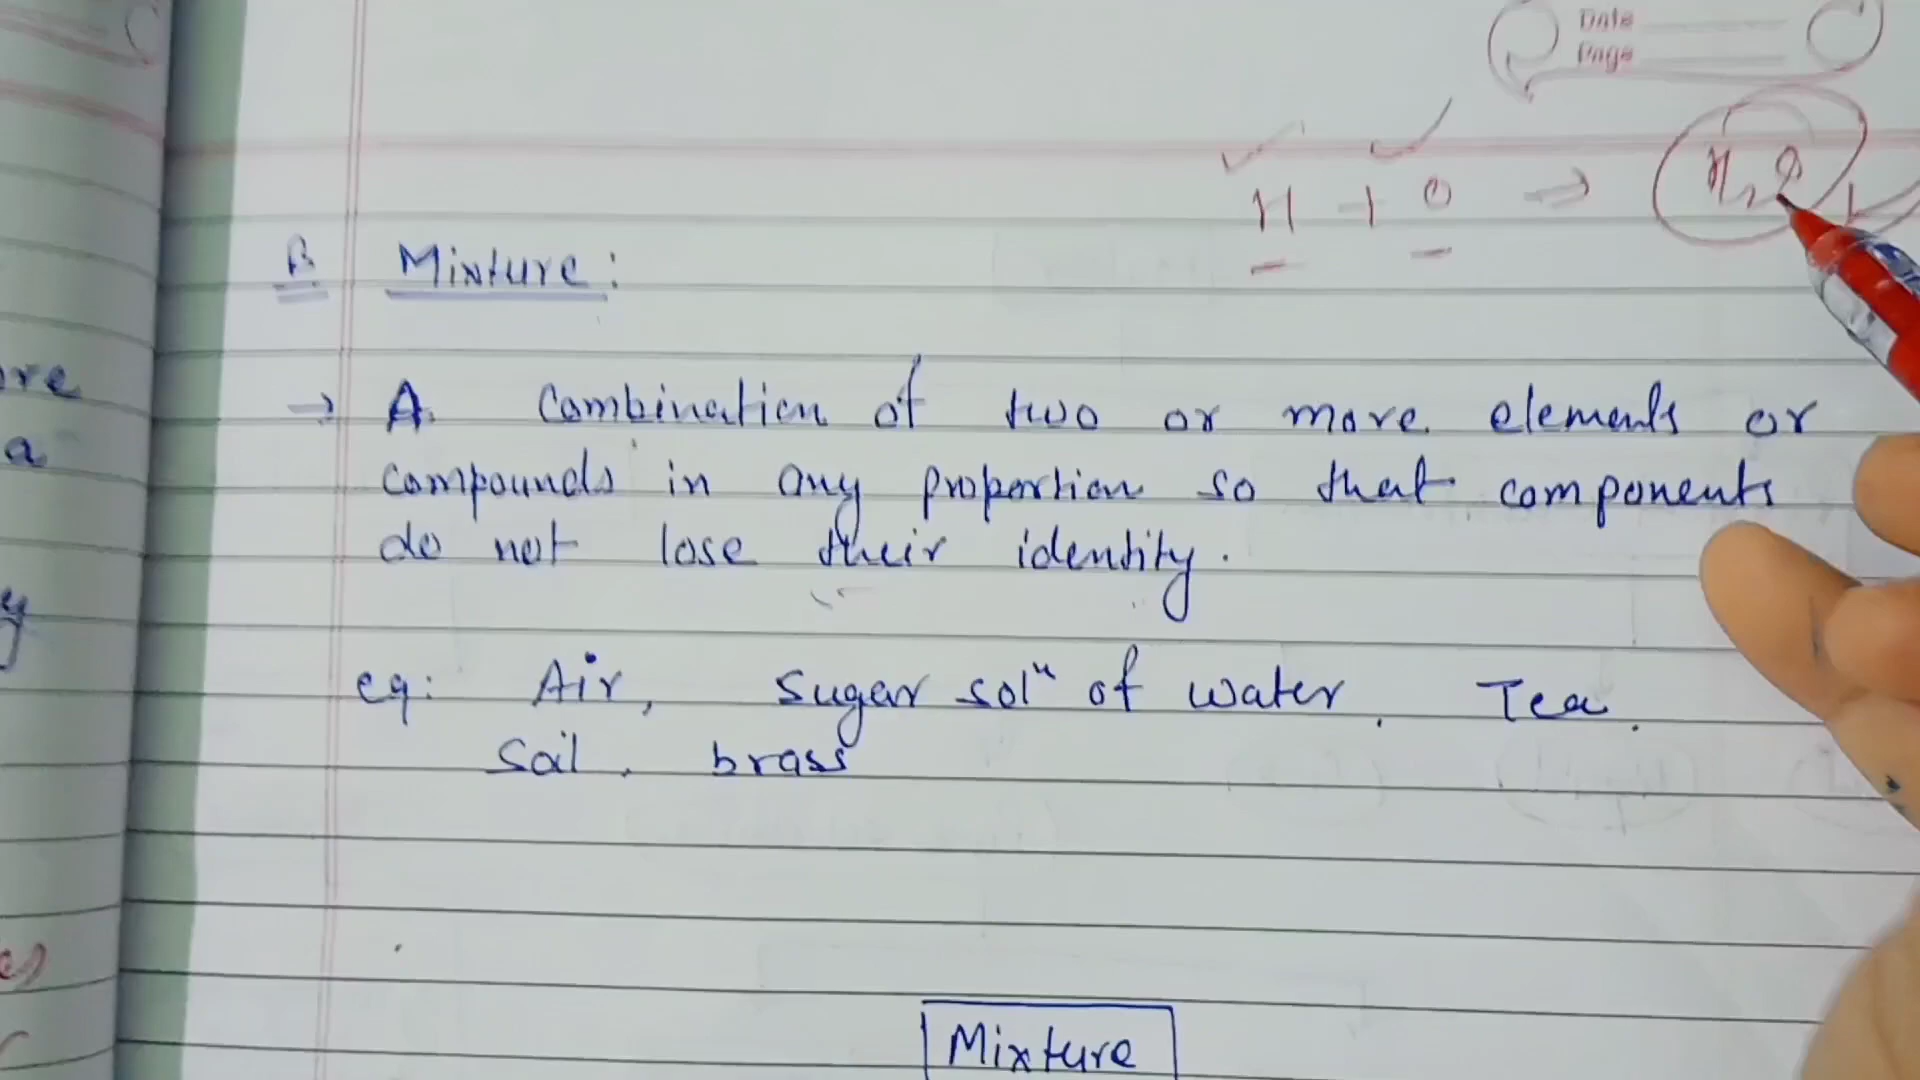 Date
Page
H + O ⇒ H₂O
B Mixture:
→ A combination of two or more elements or
compounds in any proportion so that components
do not lose their identity.
eg: Air, sugar solⁿ of water, Tea,
Soil, brass
Mixture
ore
a
y